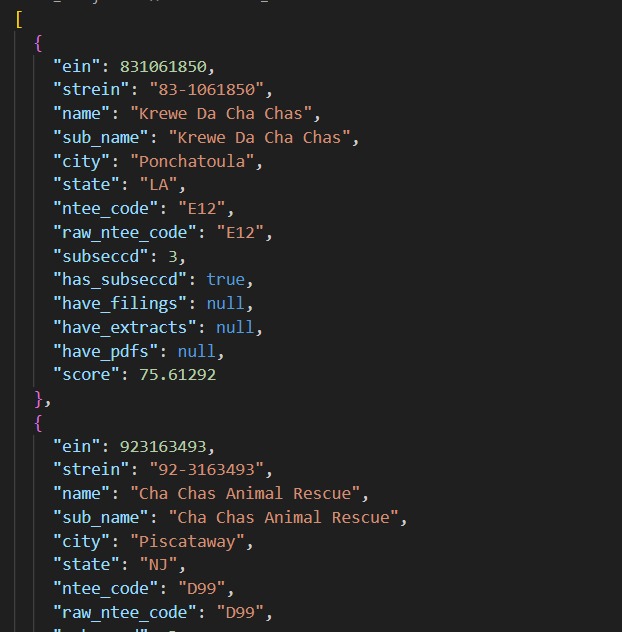 [
{
"ein": 831061850,
"strein": "83-1061850",
"name": "Krewe Da Cha Chas",
"sub_name": "Krewe Da Cha Chas",
"city": "Ponchatoula",
"state": "LA",
"ntee_code": "E12",
"raw_ntee_code": "E12",
"subseccd": 3,
"has_subseccd": true,
"have_filings": null,
"have_extracts": null,
"have_pdfs": null,
"score": 75.61292
},
{
"ein": 923163493,
"strein": "92-3163493",
"name": "Cha Chas Animal Rescue",
"sub_name": "Cha Chas Animal Rescue",
"city": "Piscataway",
"state": "NJ",
"ntee_code": "D99",
"raw_ntee_code": "D99",